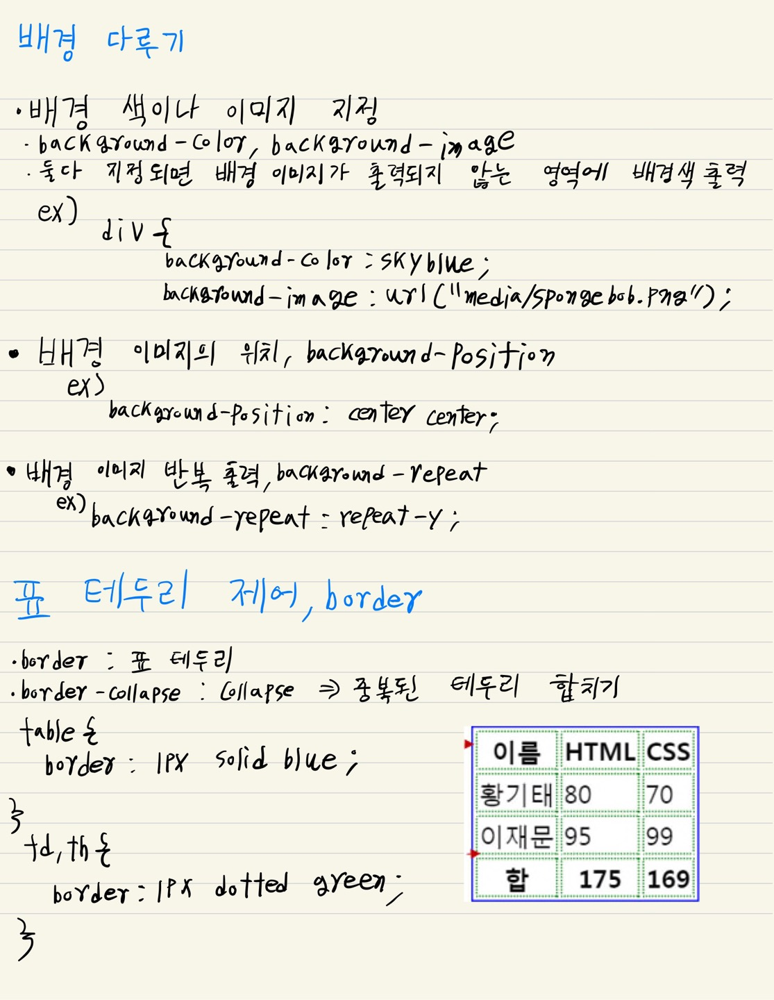 배경 다루기
· 배경 색이나 이미지 지정
· background-color, background-image
· 둘다 지정되면 배경 이미지가 출력되지 않는 영역에 배경색 출력
ex)
div {
background-color : skyblue;
background-image : url("media/spongebob.png");
• 배경 이미지의 위치, background-position
ex)
background-position: center center;
• 배경 이미지 반복 출력, background-repeat
ex)
background-repeat : repeat-y;
표 테두리 제어, border
· border : 표 테두리
· border-collapse : collapse ⇒ 중복된 테두리 합치기
table {
border : 1px solid blue;
}
td, th {
border : 1px dotted green;
}
이름 HTML CSS
황기태 80 70
이재문 95 99
합 175 169